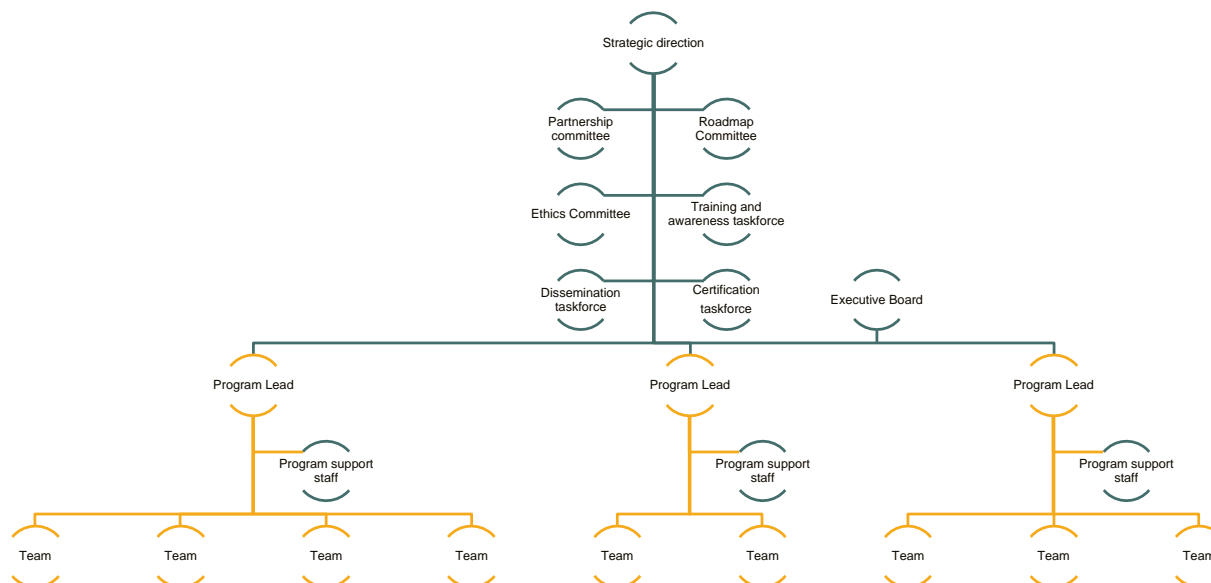 Strategic direction
Partnership
committee
Roadmap
Committee
Ethics Committee
Training and
awareness taskforce
Dissemination
taskforce
Certification
taskforce
Executive Board
Program Lead
Program Lead
Program Lead
Program support
staff
Program support
staff
Program support
staff
Team
Team
Team
Team
Team
Team
Team
Team
Team